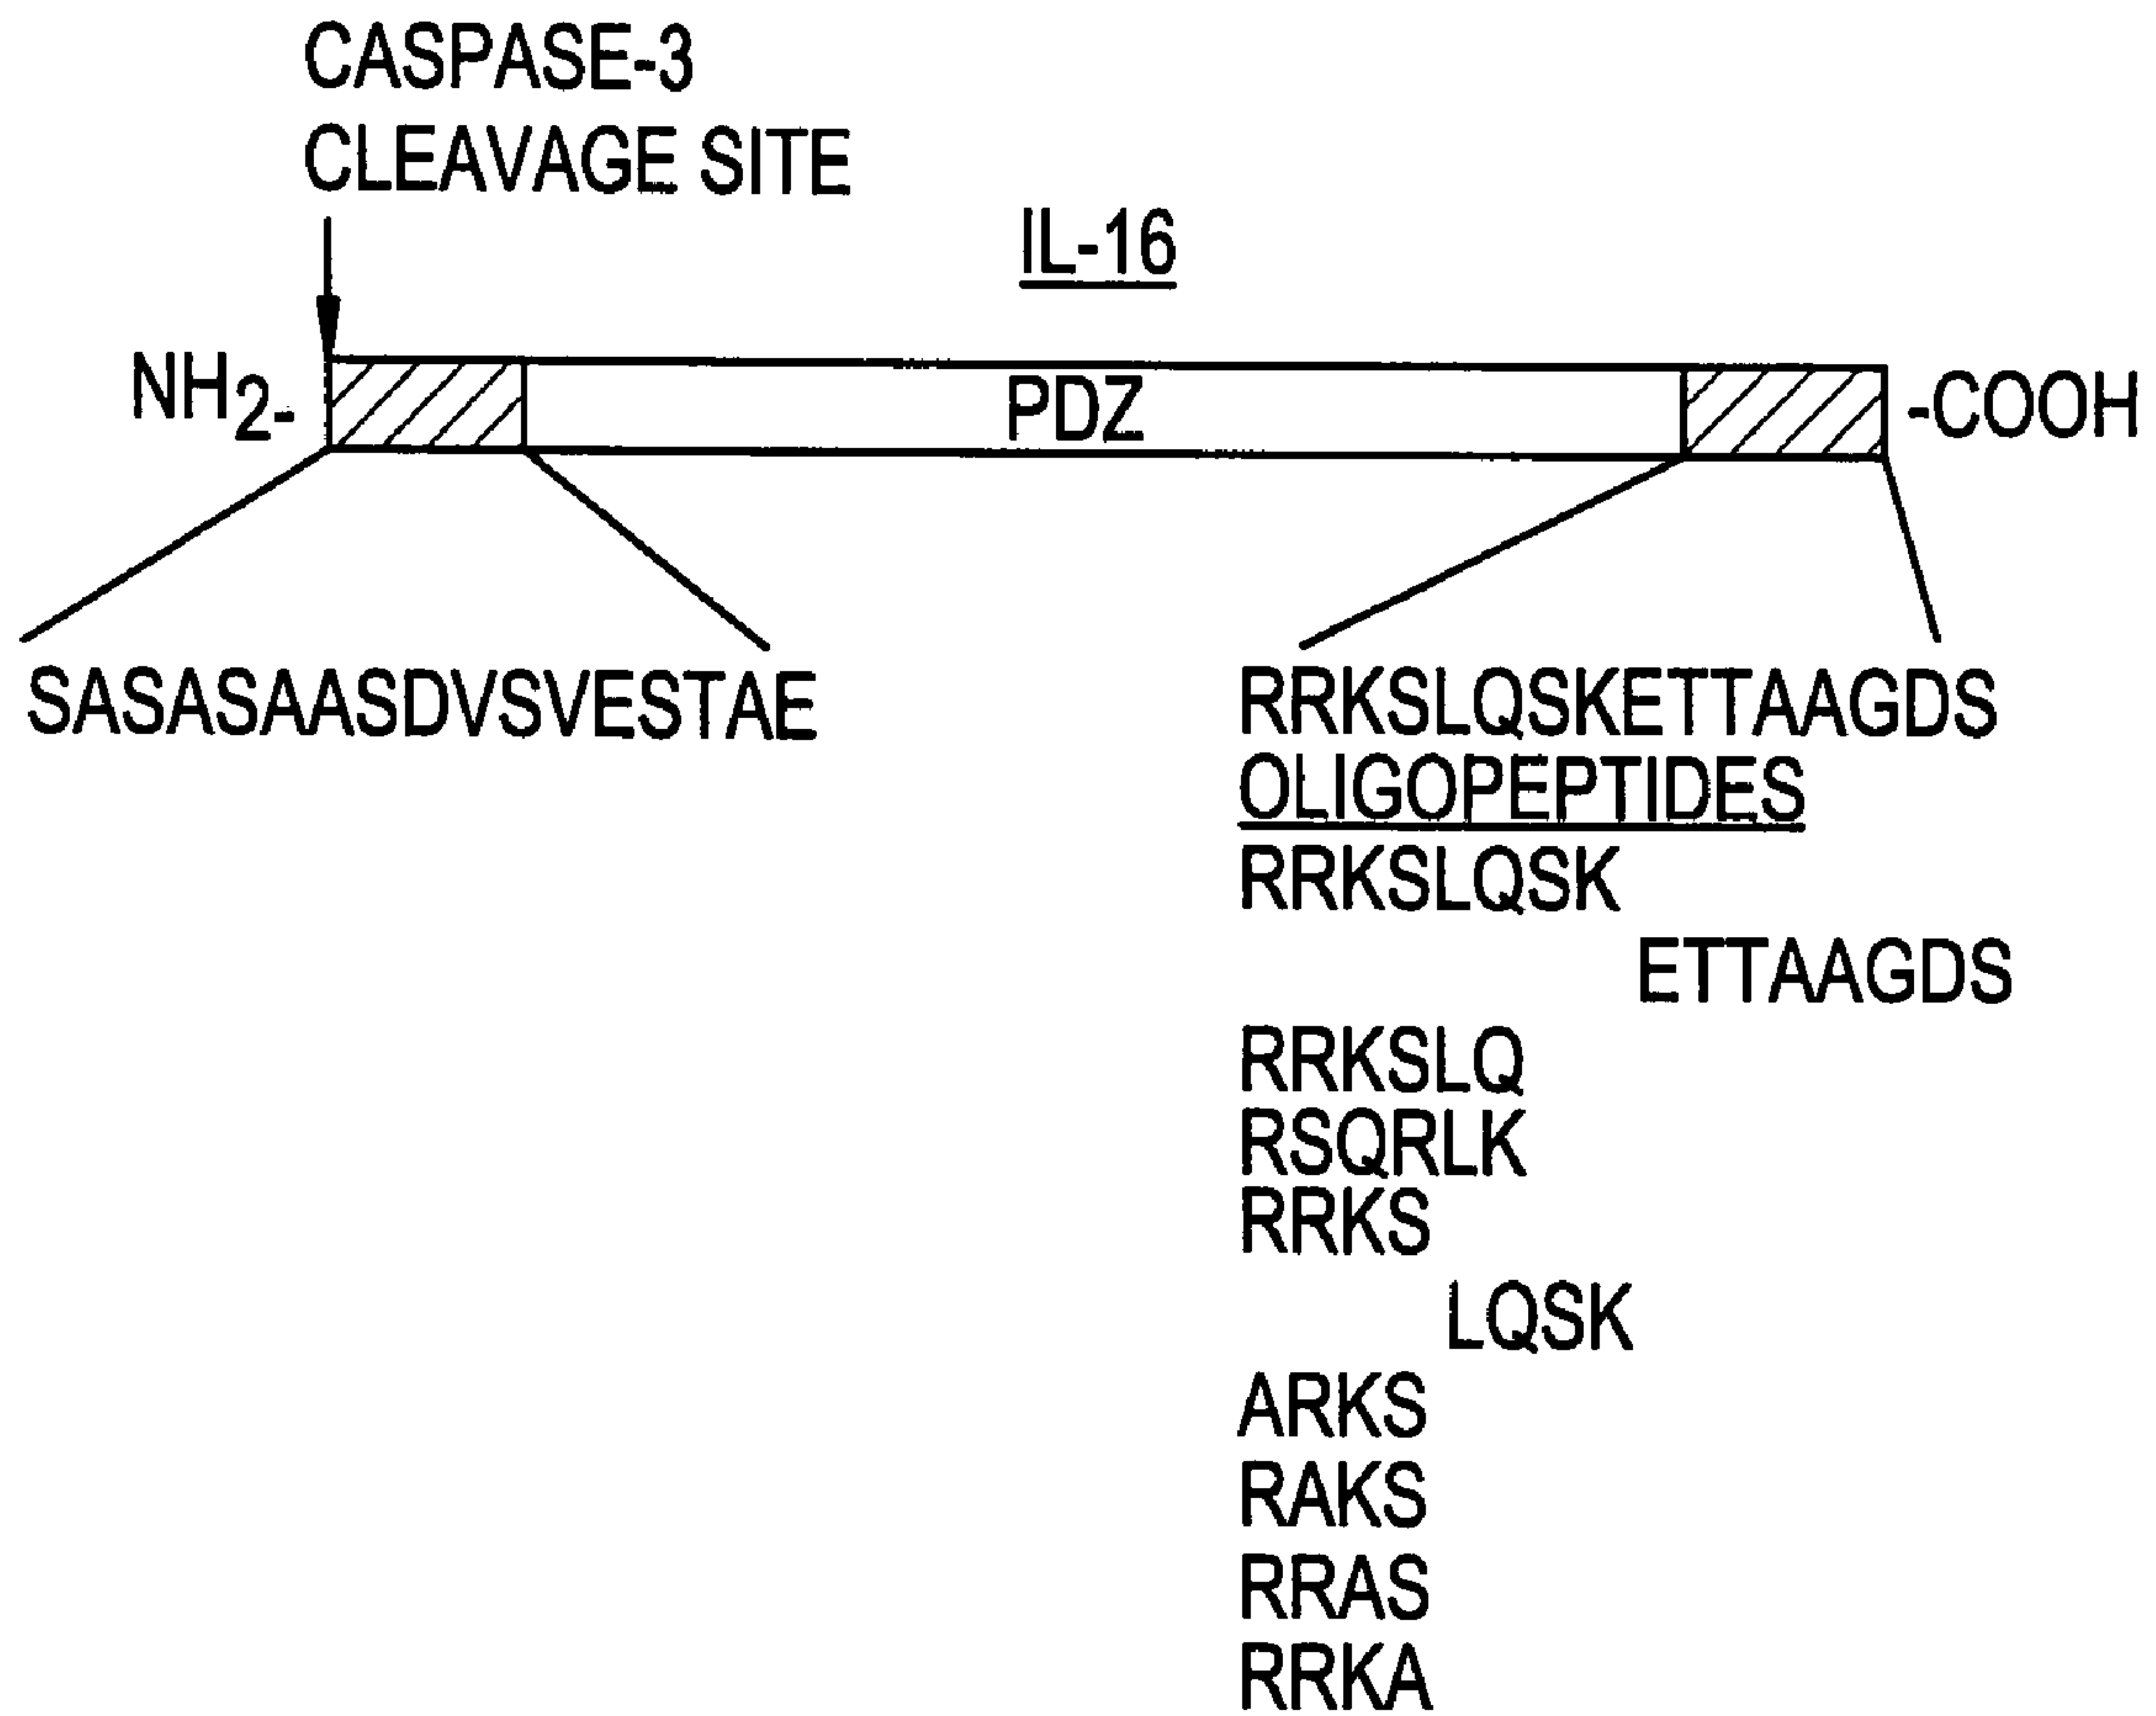 CASPASE-3
CLEAVAGE SITE
IL-16
NH2-
PDZ
-COOH
SASASAASDVSVESTAE
RRKSLQSKETTAAGDS
OLIGOPEPTIDES
RRKSLQSK
ETTAAGDS
RRKSLQ
RSQRLK
RRKS
LQSK
ARKS
RAKS
RRAS
RRKA